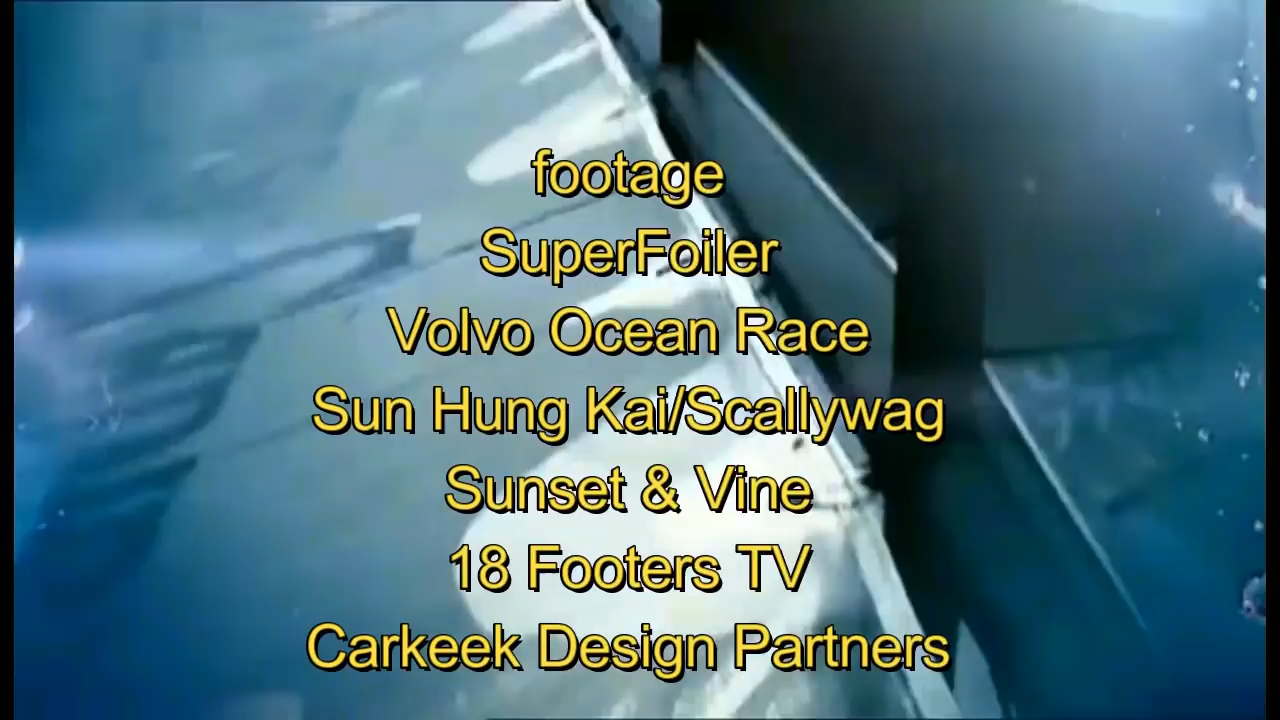 footage
SuperFoiler
Volvo Ocean Race
Sun Hung Kai/Scallywag
Sunset & Vine
18 Footers TV
Carkeek Design Partners